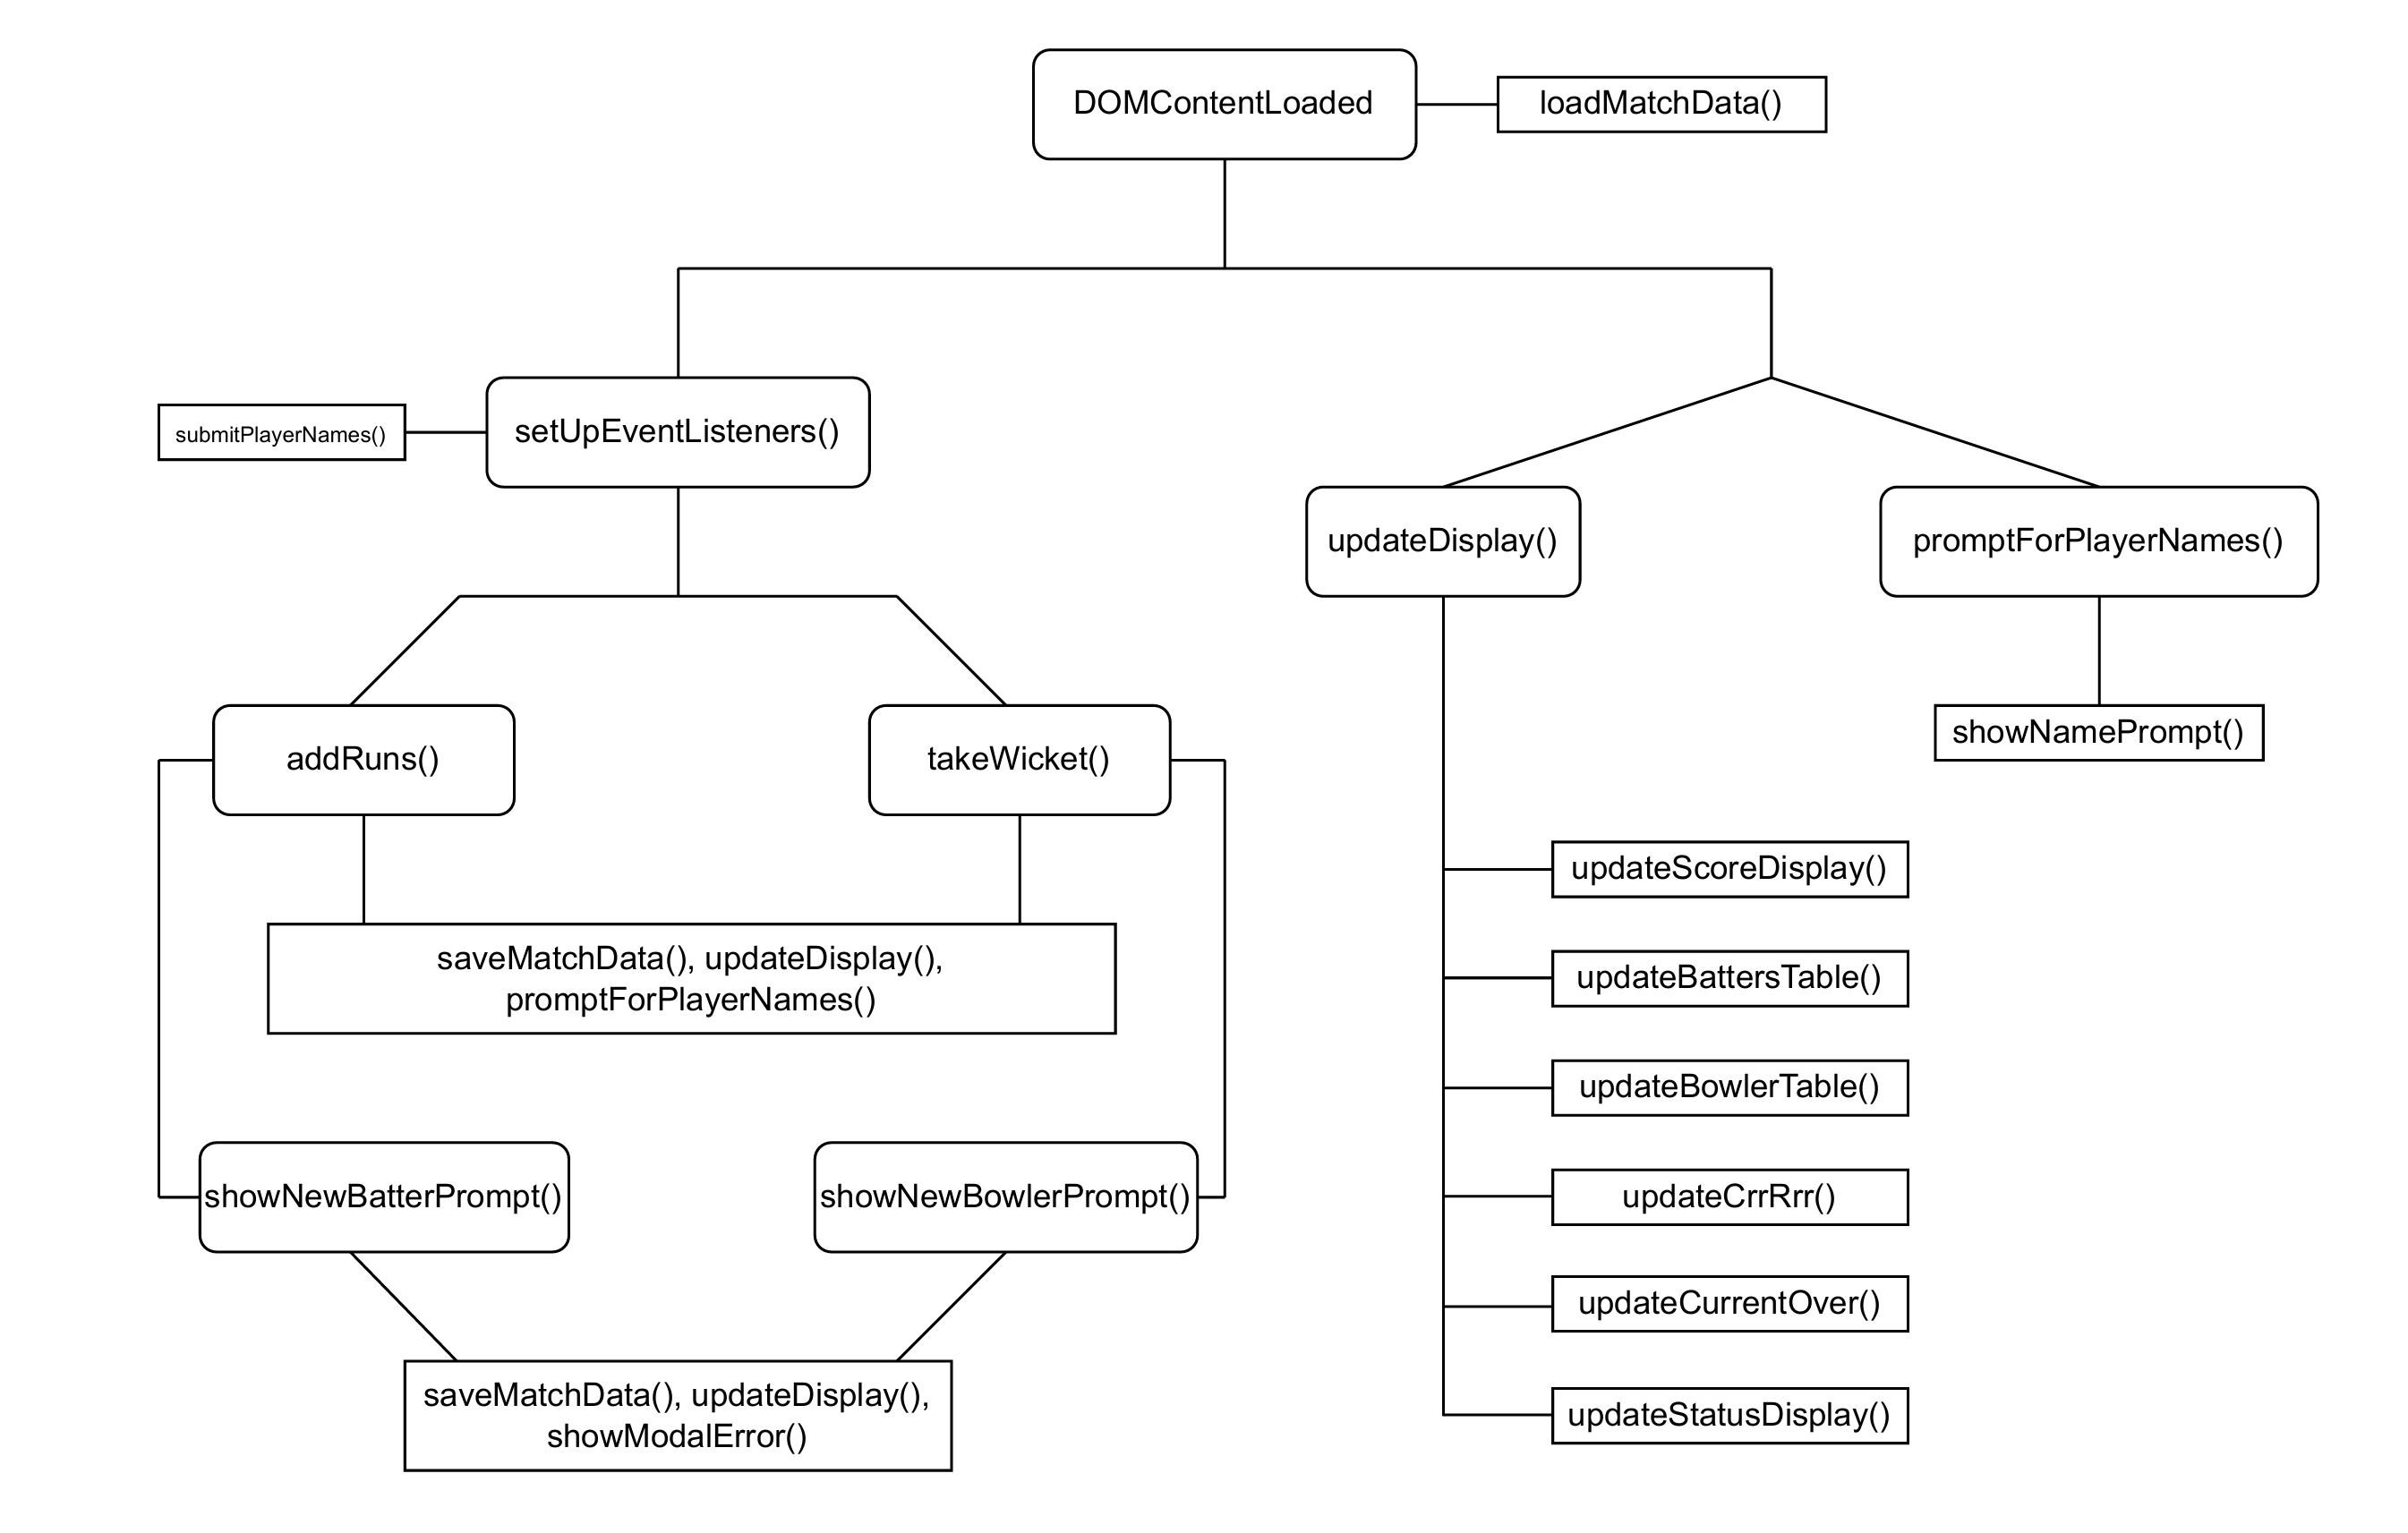 DOMContentLoaded
loadMatchData()
submitPlayerNames()
setUpEventListeners()
updateDisplay()
promptForPlayerNames()
addRuns()
takeWicket()
showNamePrompt()
saveMatchData(), updateDisplay(),
promptForPlayerNames()
showNewBatterPrompt()
showNewBowlerPrompt()
saveMatchData(), updateDisplay(),
showModalError()
updateScoreDisplay()
updateBattersTable()
updateBowlerTable()
updateCrrRrr()
updateCurrentOver()
updateStatusDisplay()